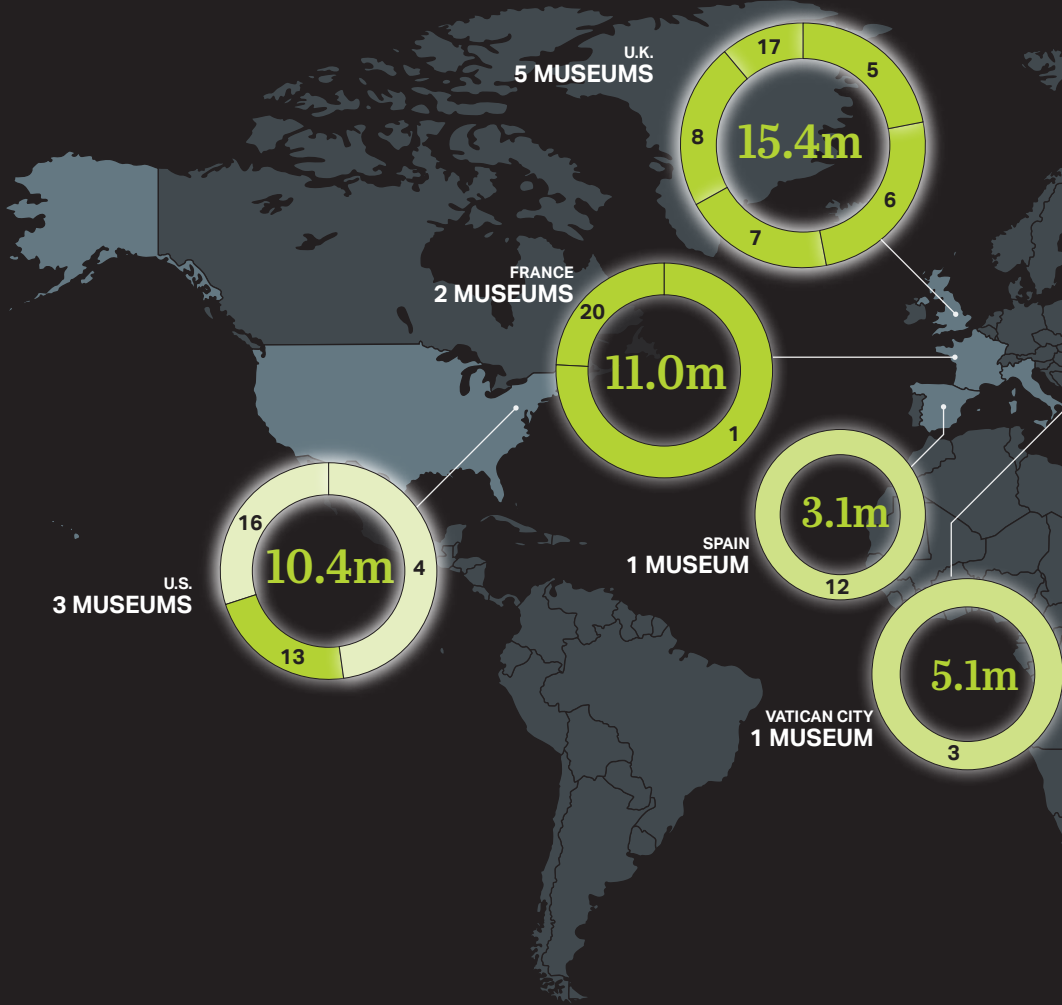 U.K.
5 MUSEUMS
17
5
8
15.4m
6
7
FRANCE
2 MUSEUMS
20
11.0m
1
16
4
10.4m
U.S.
3 MUSEUMS
13
3.1m
SPAIN
1 MUSEUM
12
5.1m
VATICAN CITY
1 MUSEUM
3